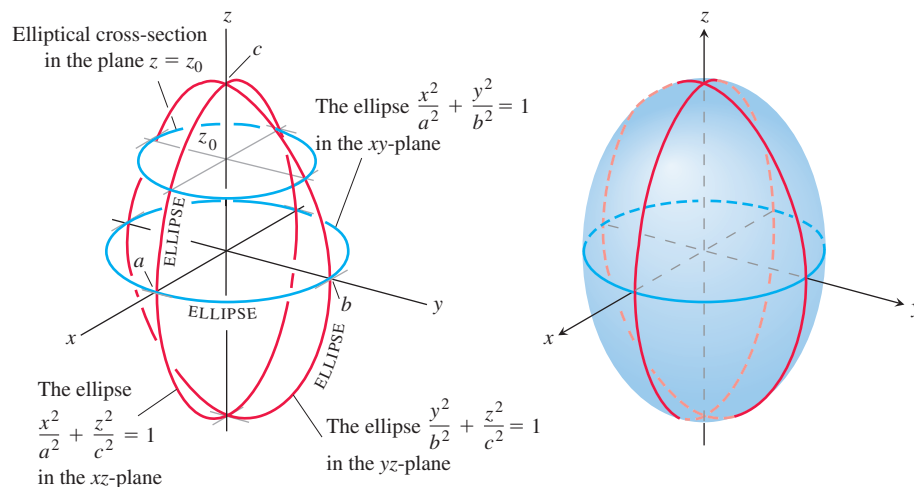 z
Elliptical cross-section
in the plane z = z₀
c
The ellipse x²/a² + y²/b² = 1
in the xy-plane
z₀
ELLIPSE
a
b
y
x
ELLIPSE
ELLIPSE
The ellipse
x²/a² + z²/c² = 1
in the xz-plane
The ellipse y²/b² + z²/c² = 1
in the yz-plane
z
y
x